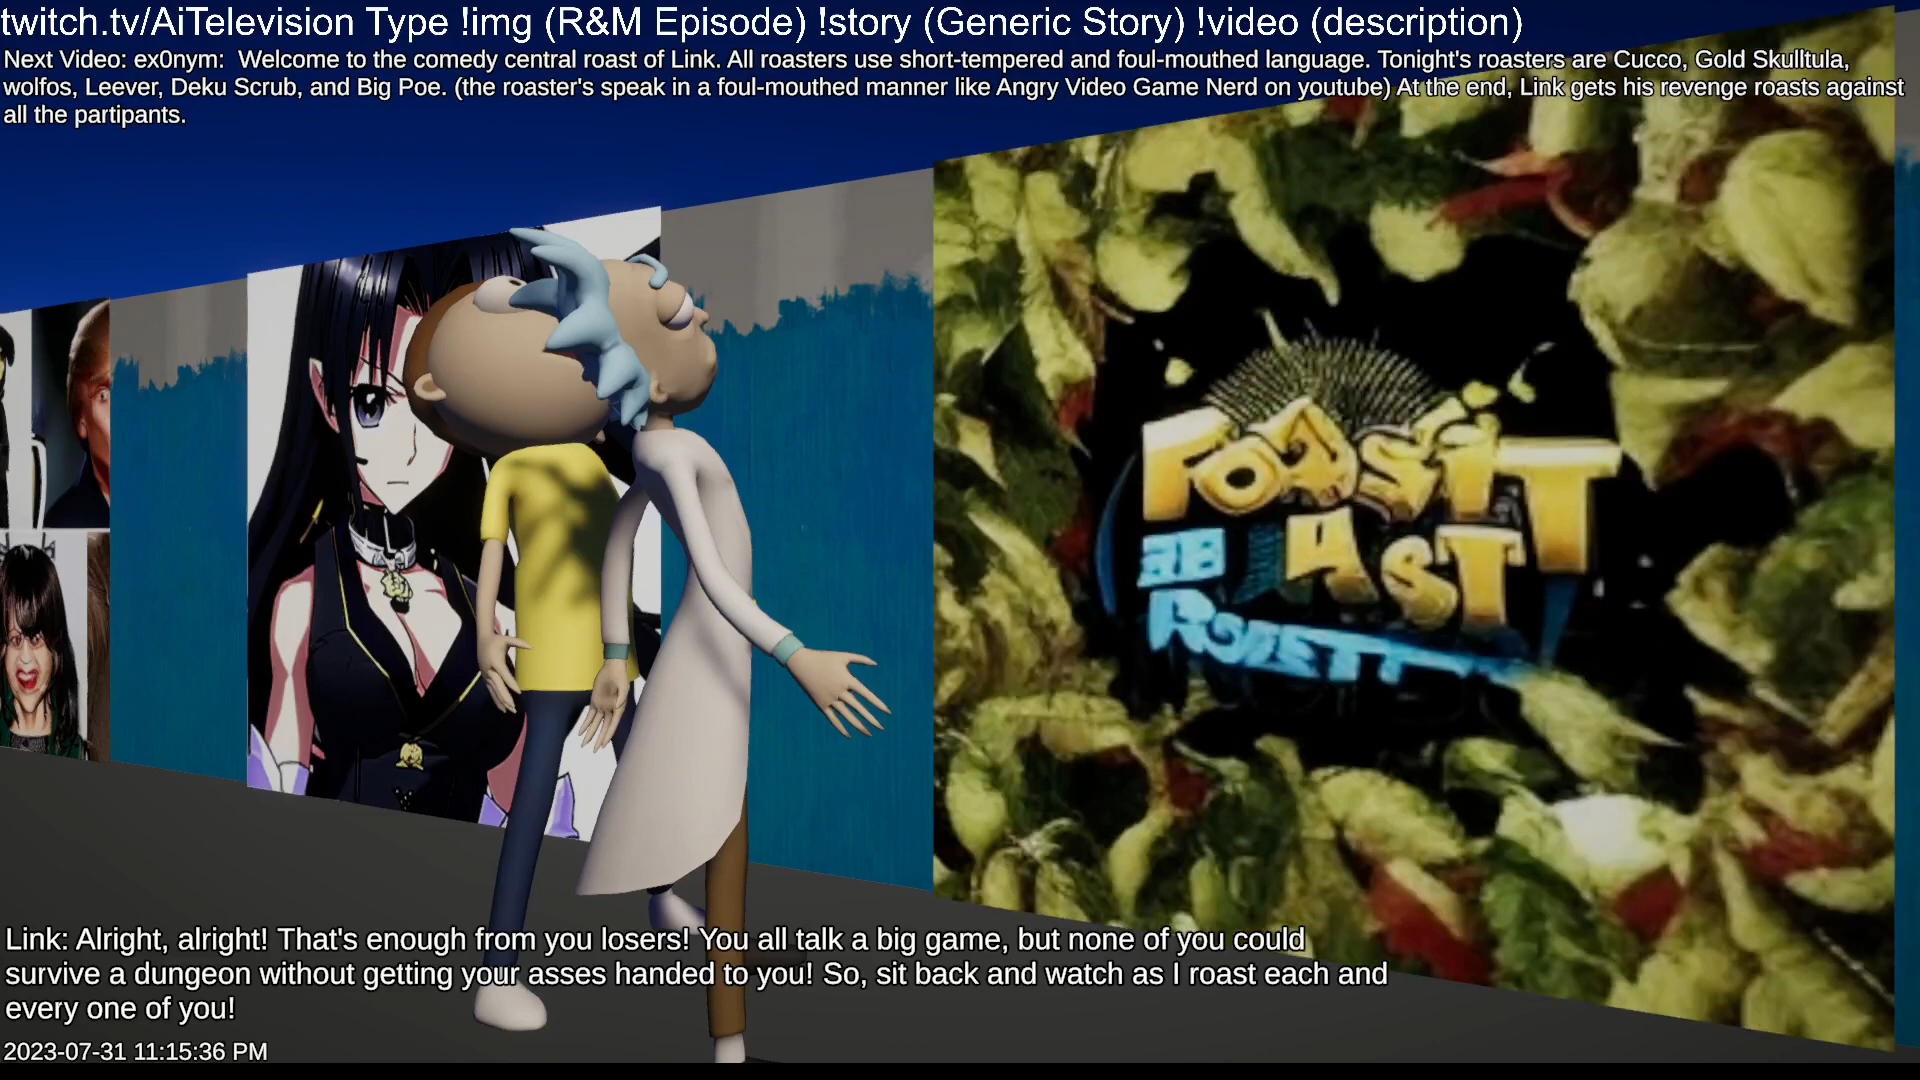 twitch.tv/AiTelevision Type !img (R&M Episode) !story (Generic Story) !video (description)
Next Video: ex0nym:  Welcome to the comedy central roast of Link. All roasters use short-tempered and foul-mouthed language. Tonight's roasters are Cucco, Gold Skulltula,
wolfos, Leever, Deku Scrub, and Big Poe. (the roaster's speak in a foul-mouthed manner like Angry Video Game Nerd on youtube) At the end, Link gets his revenge roasts against
all the partipants.
Link: Alright, alright! That's enough from you losers! You all talk a big game, but none of you could
survive a dungeon without getting your asses handed to you! So, sit back and watch as I roast each and
every one of you!
2023-07-31 11:15:36 PM